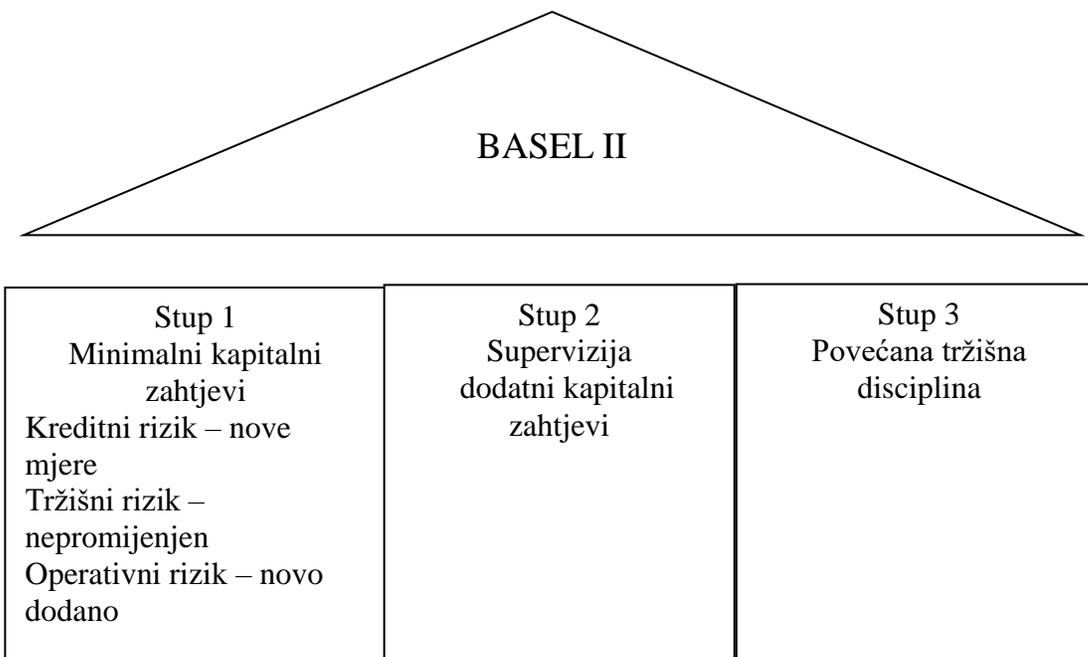 BASEL II
Stup 1
Minimalni kapitalni
zahtjevi
Kreditni rizik – nove
mjere
Tržišni rizik –
nepromijenjen
Operativni rizik – novo
dodano
Stup 2
Supervizija
dodatni kapitalni
zahtjevi
Stup 3
Povećana tržišna
disciplina